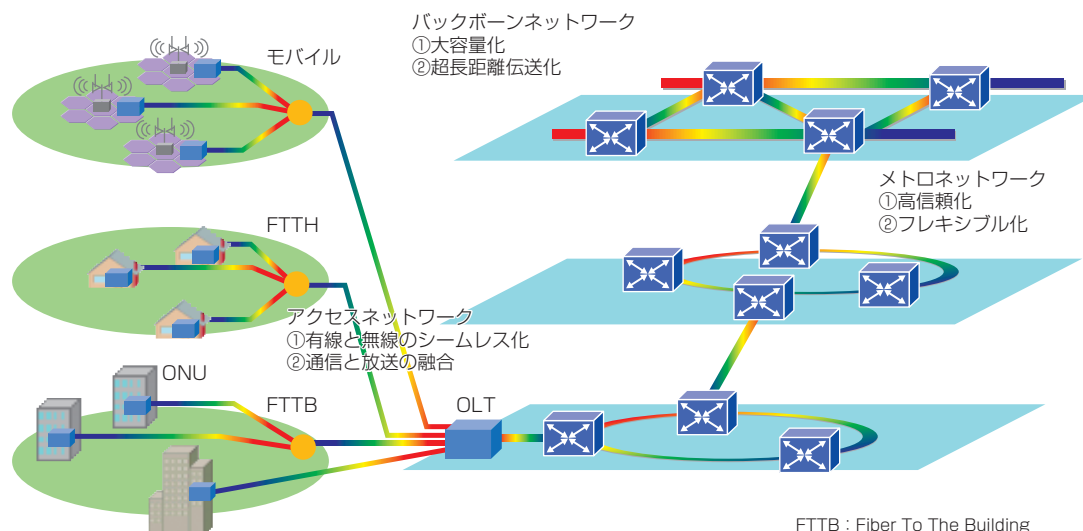 バックボーンネットワーク
①大容量化
②超長距離伝送化
モバイル
メトロネットワーク
①高信頼化
②フレキシブル化
FTTH
アクセスネットワーク
①有線と無線のシームレス化
②通信と放送の融合
ONU
FTTB
OLT
FTTB：Fiber To The Building